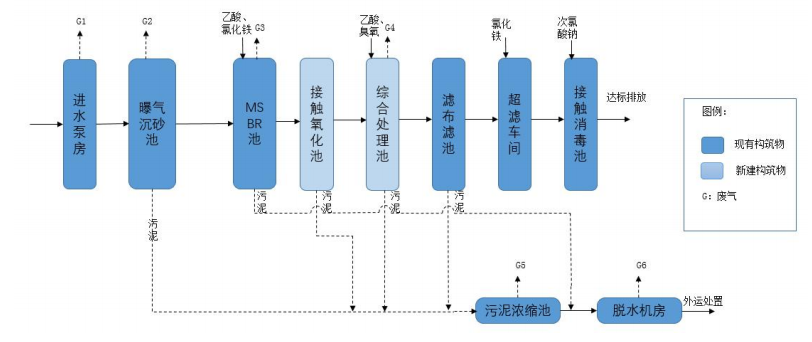 G1
G2
乙酸、
氯化铁
G3
乙酸、
臭氧
G4
氯化
铁
次氯
酸钠
进水泵房
曝气
沉砂
池
MS
BR
池
接触氧化池
综合处理池
滤布滤池
超滤车间
接触消毒池
达标排放
图例：
现有构筑物
新建构筑物
G：废气
污泥
污泥
污泥
污泥
污泥
G5
G6
污泥浓缩池
脱水机房
外运处置